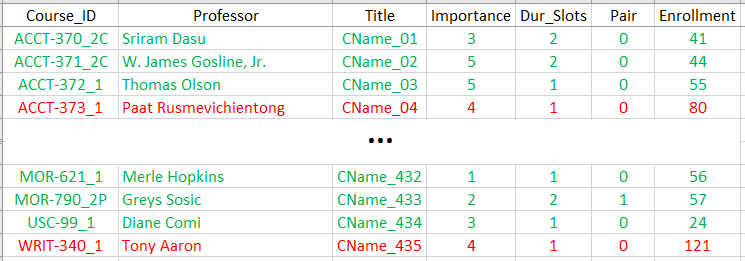 Course_ID Professor Title Importance Dur_Slots Pair Enrollment
ACCT-370_2C Sriram Dasu CName_01 3 2 0 41
ACCT-371_2C W. James Gosline, Jr. CName_02 5 2 0 44
ACCT-372_1 Thomas Olson CName_03 5 1 0 55
ACCT-373_1 Paat Rusmevichientong CName_04 4 1 0 80
•••
MOR-621_1 Merle Hopkins CName_432 1 1 0 56
MOR-790_2P Greys Sosic CName_433 2 2 1 57
USC-99_1 Diane Comi CName_434 3 1 0 24
WRIT-340_1 Tony Aaron CName_435 4 1 0 121